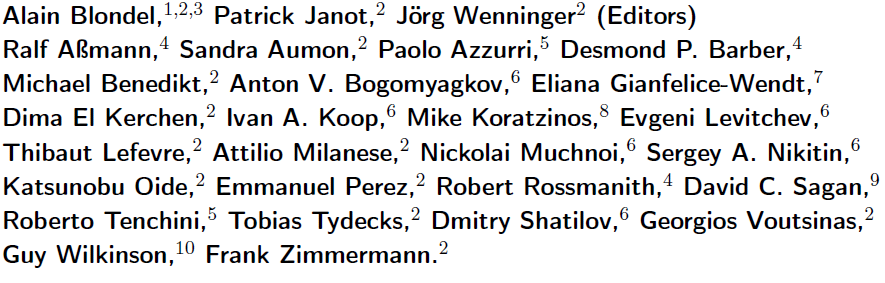 Alain Blondel,1,2,3 Patrick Janot,2 Jörg Wenninger2 (Editors)
Ralf Aßmann,4 Sandra Aumon,2 Paolo Azzurri,5 Desmond P. Barber,4
Michael Benedikt,2 Anton V. Bogomyagkov,6 Eliana Gianfelice-Wendt,7
Dima El Kerchen,2 Ivan A. Koop,6 Mike Koratzinos,8 Evgeni Levitchev,6
Thibaut Lefevre,2 Attilio Milanese,2 Nickolai Muchnoi,6 Sergey A. Nikitin,6
Katsunobu Oide,2 Emmanuel Perez,2 Robert Rossmanith,4 David C. Sagan,9
Roberto Tenchini,5 Tobias Tydecks,2 Dmitry Shatilov,6 Georgios Voutsinas,2
Guy Wilkinson,10 Frank Zimmermann.2